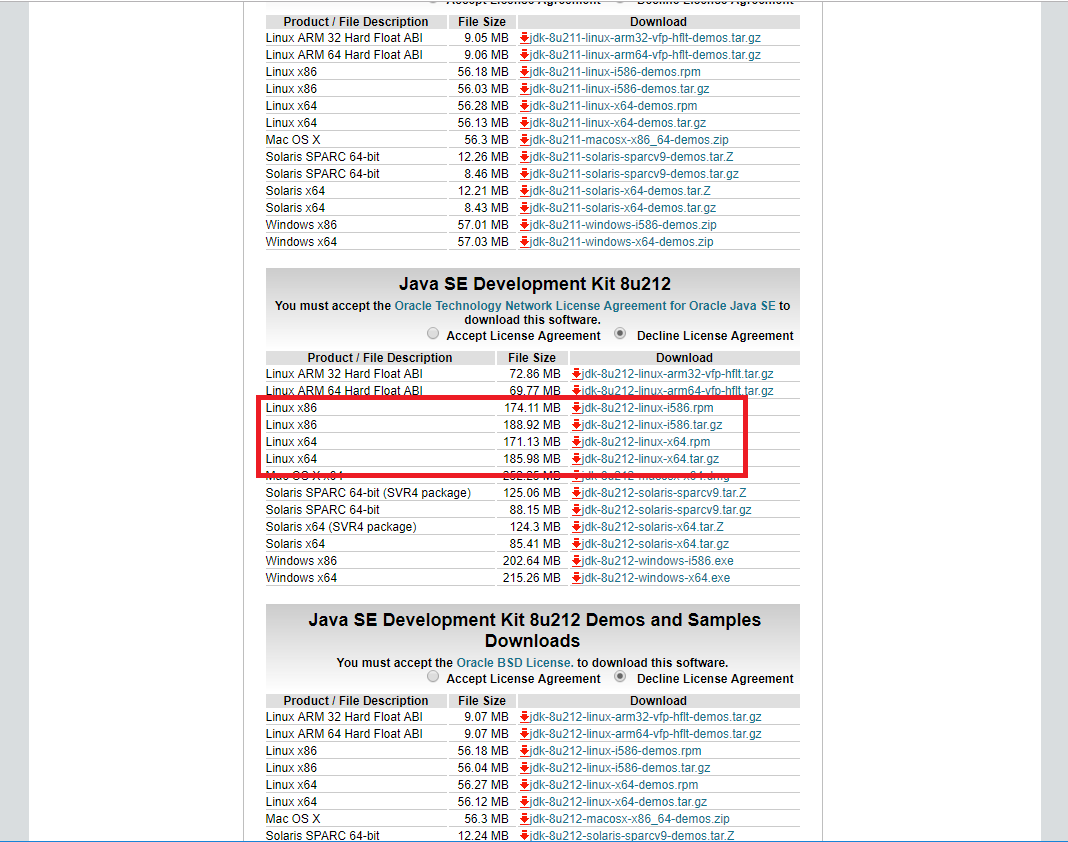 Accept License Agreement Decline License Agreement
Product / File Description File Size Download
Linux ARM 32 Hard Float ABI 9.05 MB jdk-8u211-linux-arm32-vfp-hflt-demos.tar.gz
Linux ARM 64 Hard Float ABI 9.06 MB jdk-8u211-linux-arm64-vfp-hflt-demos.tar.gz
Linux x86 56.18 MB jdk-8u211-linux-i586-demos.rpm
Linux x86 56.03 MB jdk-8u211-linux-i586-demos.tar.gz
Linux x64 56.28 MB jdk-8u211-linux-x64-demos.rpm
Linux x64 56.13 MB jdk-8u211-linux-x64-demos.tar.gz
Mac OS X 56.3 MB jdk-8u211-macosx-x86_64-demos.zip
Solaris SPARC 64-bit 12.26 MB jdk-8u211-solaris-sparcv9-demos.tar.Z
Solaris SPARC 64-bit 8.46 MB jdk-8u211-solaris-sparcv9-demos.tar.gz
Solaris x64 12.21 MB jdk-8u211-solaris-x64-demos.tar.Z
Solaris x64 8.43 MB jdk-8u211-solaris-x64-demos.tar.gz
Windows x86 57.01 MB jdk-8u211-windows-i586-demos.zip
Windows x64 57.03 MB jdk-8u211-windows-x64-demos.zip
Java SE Development Kit 8u212
You must accept the Oracle Technology Network License Agreement for Oracle Java SE to
download this software.
Accept License Agreement Decline License Agreement
Product / File Description File Size Download
Linux ARM 32 Hard Float ABI 72.86 MB jdk-8u212-linux-arm32-vfp-hflt.tar.gz
Linux ARM 64 Hard Float ABI 69.77 MB jdk-8u212-linux-arm64-vfp-hflt.tar.gz
Linux x86 174.11 MB jdk-8u212-linux-i586.rpm
Linux x86 188.92 MB jdk-8u212-linux-i586.tar.gz
Linux x64 171.13 MB jdk-8u212-linux-x64.rpm
Linux x64 185.98 MB jdk-8u212-linux-x64.tar.gz
Mac OS X x64 252.25 MB jdk-8u212-macosx-x64.dmg
Solaris SPARC 64-bit (SVR4 package) 125.06 MB jdk-8u212-solaris-sparcv9.tar.Z
Solaris SPARC 64-bit 88.15 MB jdk-8u212-solaris-sparcv9.tar.gz
Solaris x64 (SVR4 package) 124.3 MB jdk-8u212-solaris-x64.tar.Z
Solaris x64 85.41 MB jdk-8u212-solaris-x64.tar.gz
Windows x86 202.64 MB jdk-8u212-windows-i586.exe
Windows x64 215.26 MB jdk-8u212-windows-x64.exe
Java SE Development Kit 8u212 Demos and Samples
Downloads
You must accept the Oracle BSD License. to download this software.
Accept License Agreement Decline License Agreement
Product / File Description File Size Download
Linux ARM 32 Hard Float ABI 9.07 MB jdk-8u212-linux-arm32-vfp-hflt-demos.tar.gz
Linux ARM 64 Hard Float ABI 9.07 MB jdk-8u212-linux-arm64-vfp-hflt-demos.tar.gz
Linux x86 56.18 MB jdk-8u212-linux-i586-demos.rpm
Linux x86 56.04 MB jdk-8u212-linux-i586-demos.tar.gz
Linux x64 56.27 MB jdk-8u212-linux-x64-demos.rpm
Linux x64 56.12 MB jdk-8u212-linux-x64-demos.tar.gz
Mac OS X 56.3 MB jdk-8u212-macosx-x86_64-demos.zip
Solaris SPARC 64-bit 12.24 MB jdk-8u212-solaris-sparcv9-demos.tar.Z